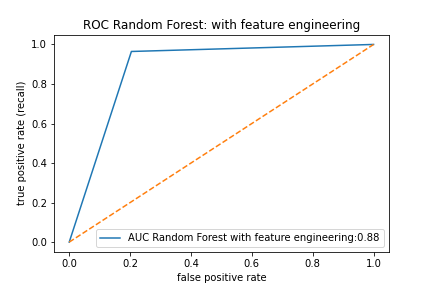 ROC Random Forest: with feature engineering
true positive rate (recall)
1.0
0.8
0.6
0.4
0.2
0.0
AUC Random Forest with feature engineering:0.88
0.0 0.2 0.4 0.6 0.8 1.0
false positive rate